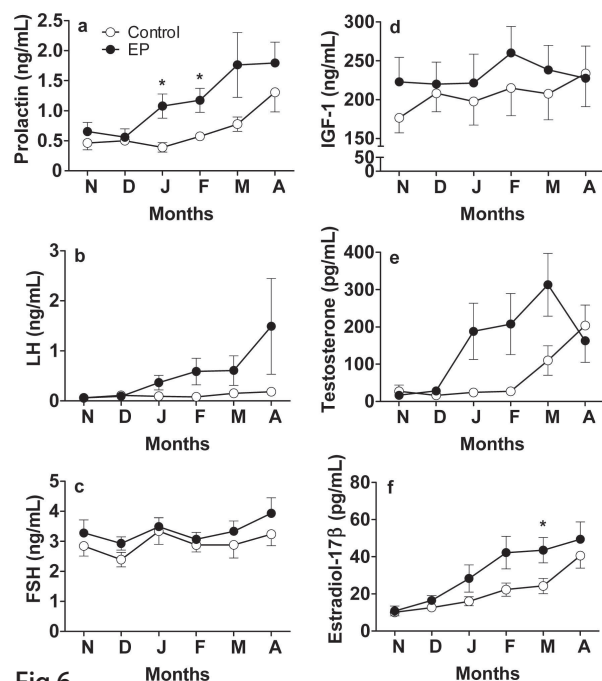 a
Control
EP
Prolactin (ng/mL)
2.5
2.0
1.5
1.0
0.5
0
*
*
N D J F M A
Months
d
IGF-1 (ng/mL)
300
250
200
150
50
0
N D J F M A
Months
b
LH (ng/mL)
3
2
1
0
N D J F M A
Months
e
Testosterone (pg/mL)
400
300
200
100
0
N D J F M A
Months
c
FSH (ng/mL)
5
4
3
2
1
0
N D J F M A
Months
f
Estradiol-17β (pg/mL)
80
60
40
20
0
*
N D J F M A
Months
Fig 6